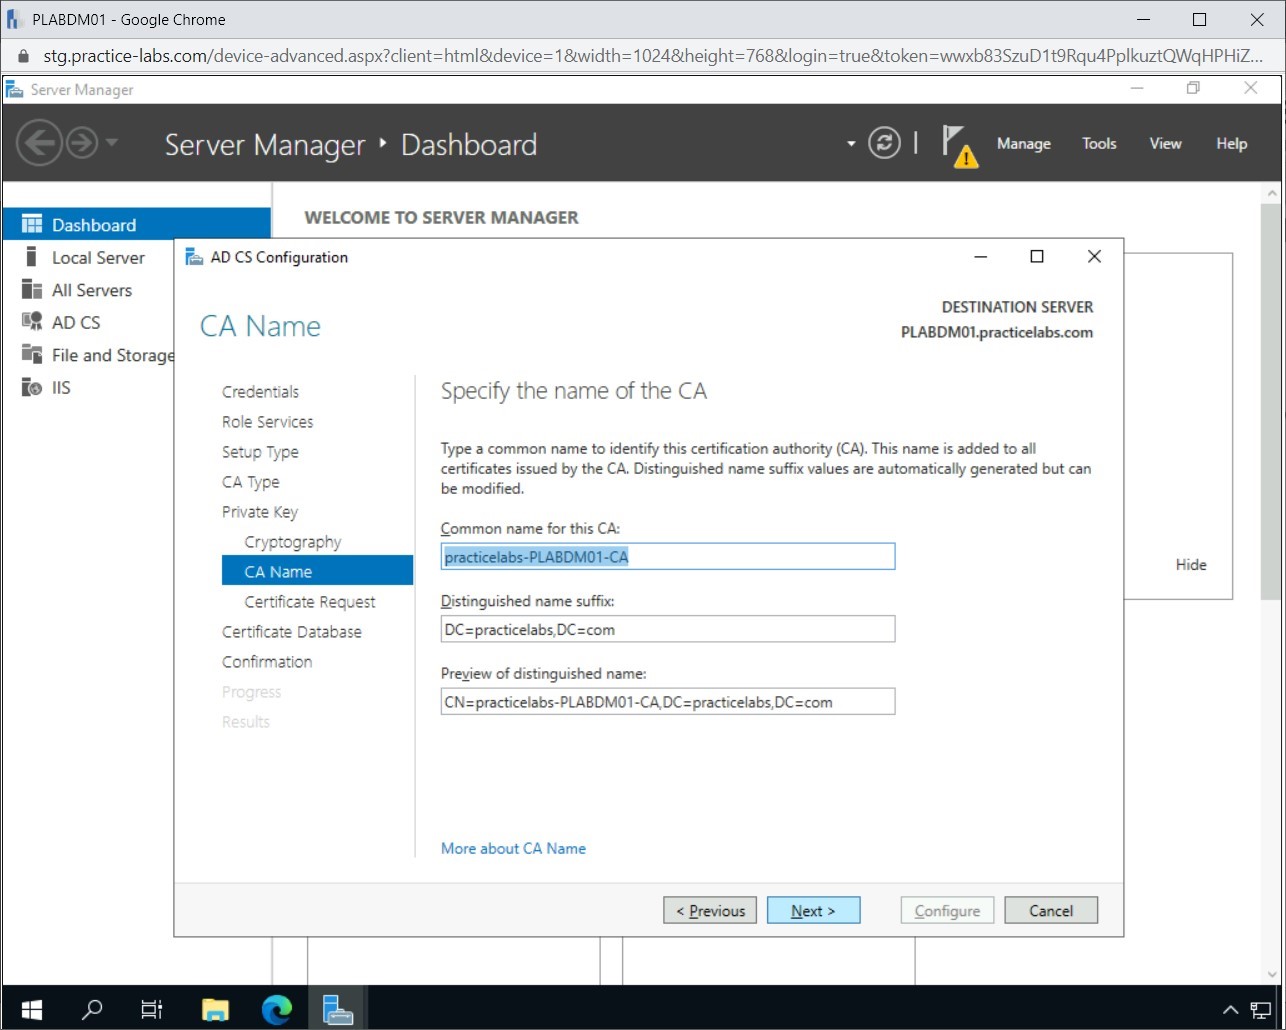 PLABDM01 - Google Chrome
stg.practice-labs.com/device-advanced.aspx?client=html&device=1&width=1024&height=768&login=true&token=wwxb83SzuD1t9Rqu4PplkuztQWqHPHiZ...
Server Manager
Server Manager Dashboard
Manage Tools View Help
Dashboard
Local Server
All Servers
AD CS
File and Storage
IIS
WELCOME TO SERVER MANAGER
AD CS Configuration
CA Name
DESTINATION SERVER
PLABDM01.practicelabs.com
Credentials
Role Services
Setup Type
CA Type
Private Key
Cryptography
CA Name
Certificate Request
Certificate Database
Confirmation
Progress
Results
Specify the name of the CA
Type a common name to identify this certification authority (CA). This name is added to all
certificates issued by the CA. Distinguished name suffix values are automatically generated but can
be modified.
Common name for this CA:
practicelabs-PLABDM01-CA
Distinguished name suffix:
DC=practicelabs,DC=com
Preview of distinguished name:
CN=practicelabs-PLABDM01-CA,DC=practicelabs,DC=com
More about CA Name
Hide
< Previous Next > Configure Cancel